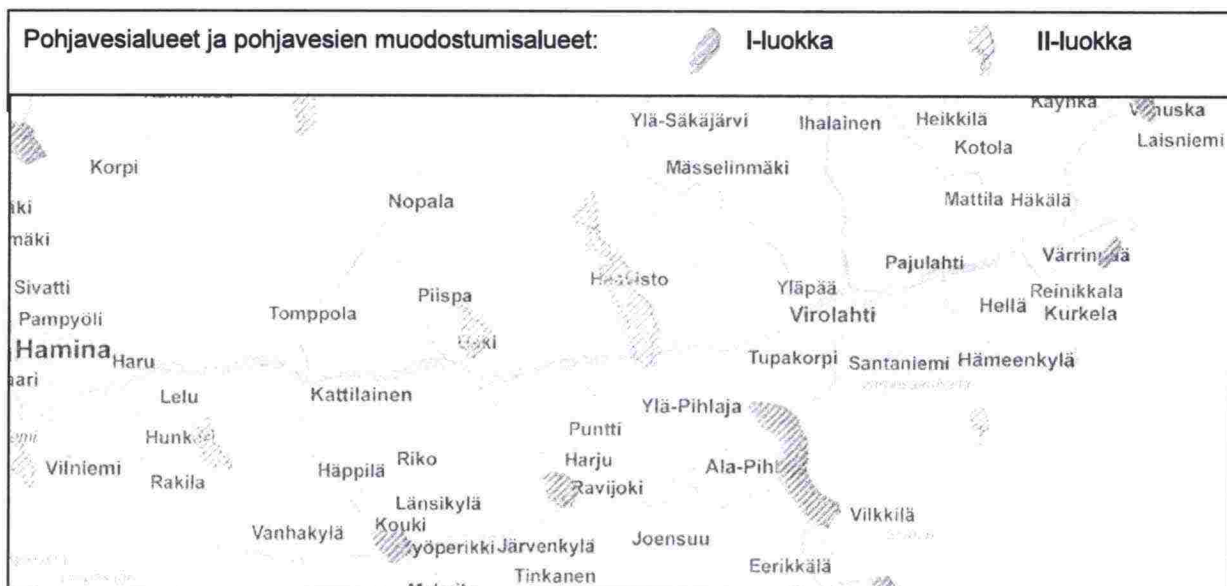 Pohjavesialueet ja pohjavesien muodostumisalueet: I-luokka II-luokka
Ylä-Säkäjärvi Ihalainen Heikkilä
Laisniemi
Korpi Mässelinmäki Kotola
Nopala Mattila Häkälä
Sivatti Piispa Yläpää Pajulahti
Reinikkala
Pampyöli Tomppola Virolahti Hellä Kurkela
Hamina Haru Tupakorpi Santaniemi Hämeenkylä
Lelu Kattilainen Ylä-Pihlaja
Puntti
Vilniemi Häppilä Riko Harju
Rakila Ravijoki
Länsikylä Vilkkilä
Vanhakylä Kouki Järvenkylä Joensuu
Tinkanen Eerikkälä